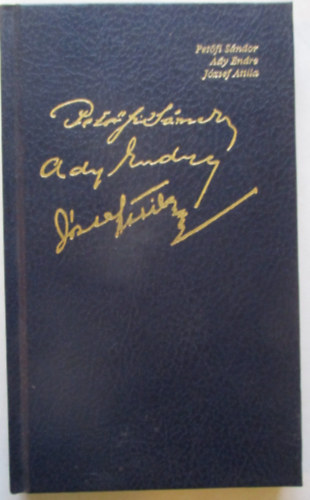 Petőfi Sándor
Ady Endre
József Attila
Petőfi Sándor
Ady Endre
József Attila